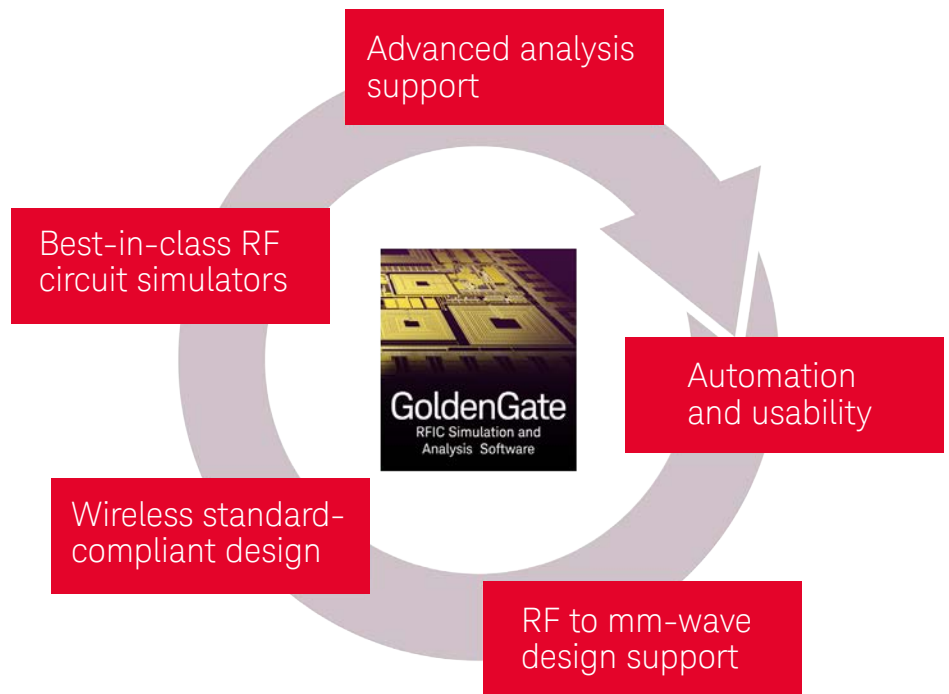 Advanced analysis
support
Best-in-class RF
circuit simulators
GoldenGate
RFIC Simulation and
Analysis Software
Automation
and usability
Wireless standard-
compliant design
RF to mm-wave
design support